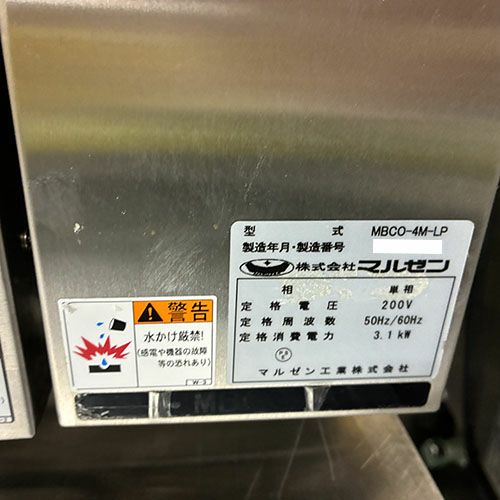 型 式 MBCO-4M-LP
製造年月・製造番号
株式会社マルゼン
相 単相
定格電圧 200V
定格周波数 50Hz/60Hz
定格消費電力 3.1kW
マルゼン工業株式会社
警告
水かけ厳禁!
(感電や機器の故障
等の恐れあり)
W-3